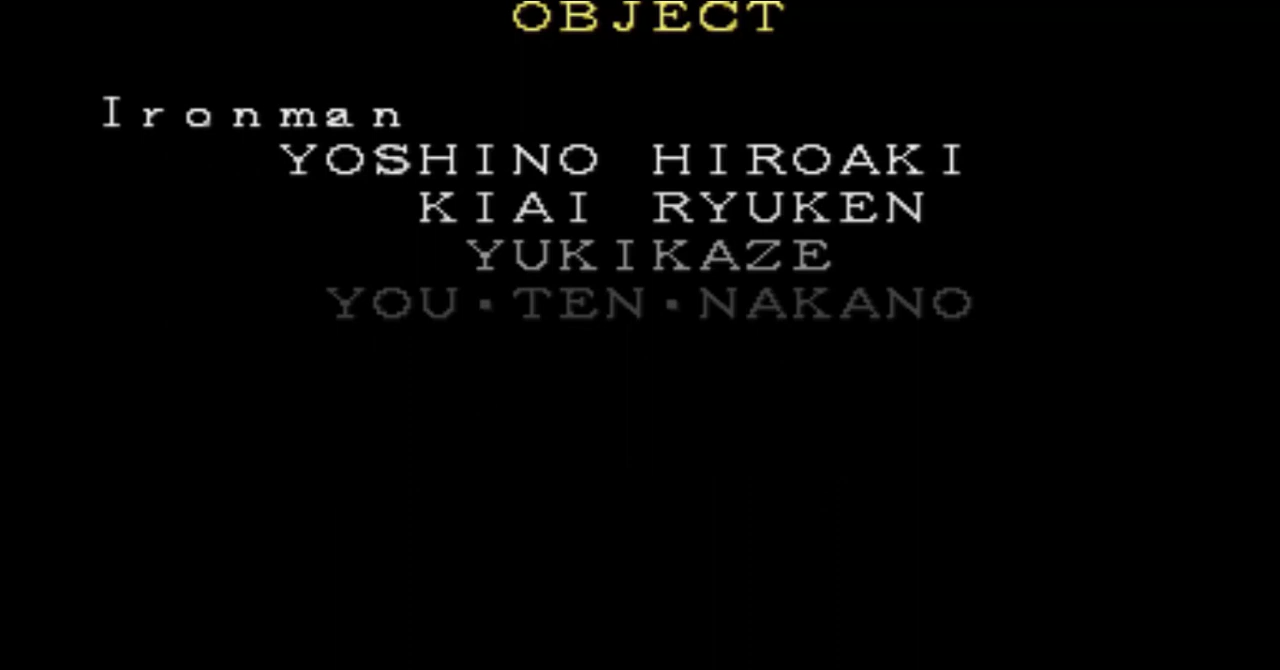 OBJECT
Ironman
YOSHINO HIROAKI
KIAI RYUKEN
YUKIKAZE
YOU・TEN・NAKANO